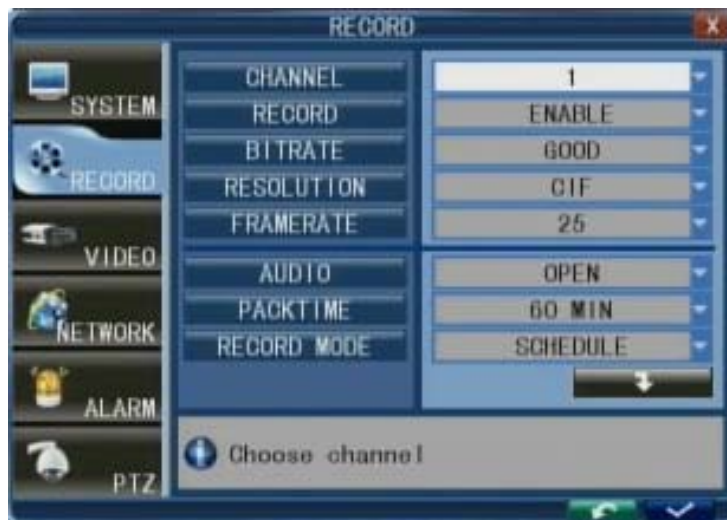 RECORD
X
SYSTEM
RECORD
VIDEO
NETWORK
ALARM
PTZ
CHANNEL 1
RECORD ENABLE
BITRATE GOOD
RESOLUTION CIF
FRAMERATE 25
AUDIO OPEN
PACKTIME 60 MIN
RECORD MODE SCHEDULE
Choose channel